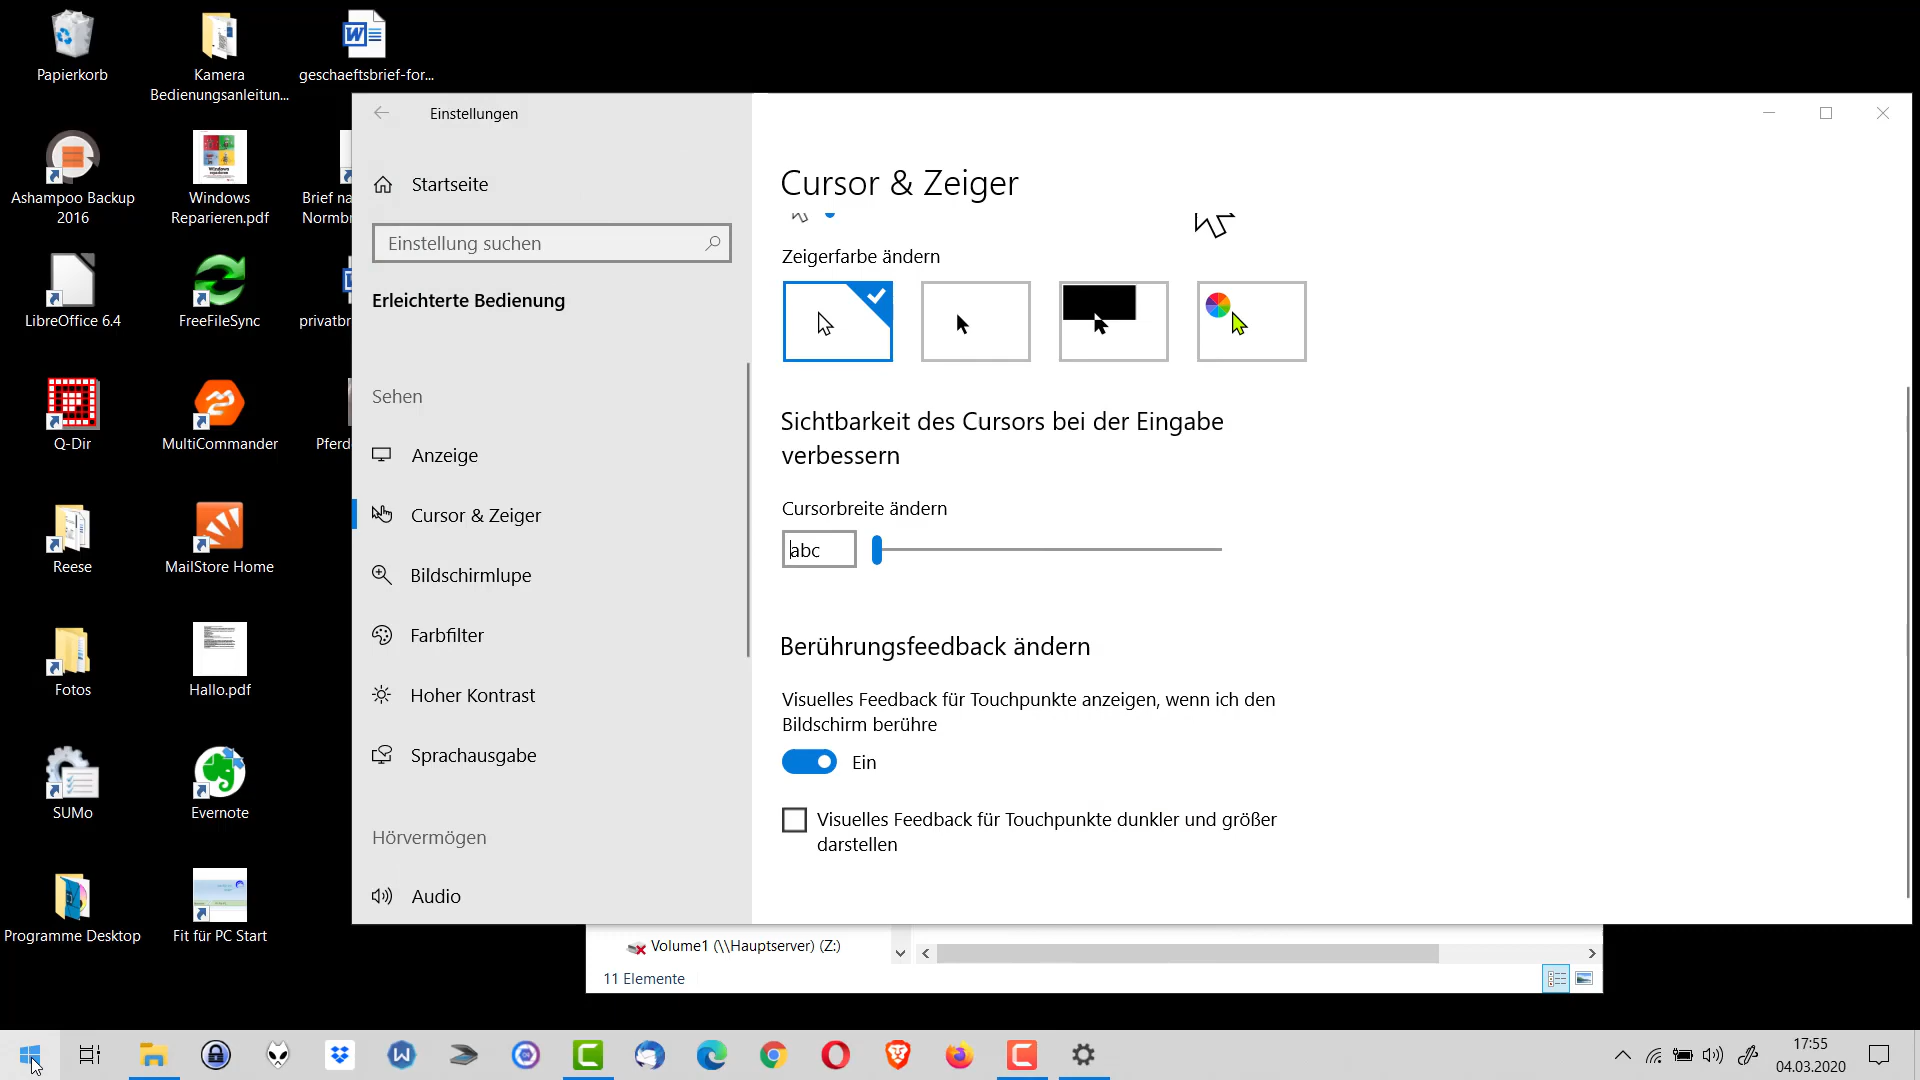 Papierkorb
Kamera
Bedienungsanleitun...
geschaeftsbrief-for...
Ashampoo Backup
2016
Windows
Reparieren.pdf
Brief na
Normbr
LibreOffice 6.4
FreeFileSync
privatbr
Q-Dir
MultiCommander
Pferd
Reese
MailStore Home
Fotos
Hallo.pdf
SUMo
Evernote
Programme Desktop
Fit für PC Start
Einstellungen
Startseite
Einstellung suchen
Erleichterte Bedienung
Sehen
Anzeige
Cursor & Zeiger
Bildschirmlupe
Farbfilter
Hoher Kontrast
Sprachausgabe
Hörvermögen
Audio
Cursor & Zeiger
Zeigerfarbe ändern
Sichtbarkeit des Cursors bei der Eingabe
verbessern
Cursorbreite ändern
abc
Berührungsfeedback ändern
Visuelles Feedback für Touchpunkte anzeigen, wenn ich den
Bildschirm berühre
Ein
Visuelles Feedback für Touchpunkte dunkler und größer
darstellen
Volume1 (\\Hauptserver) (Z:)
11 Elemente
17:55
04.03.2020